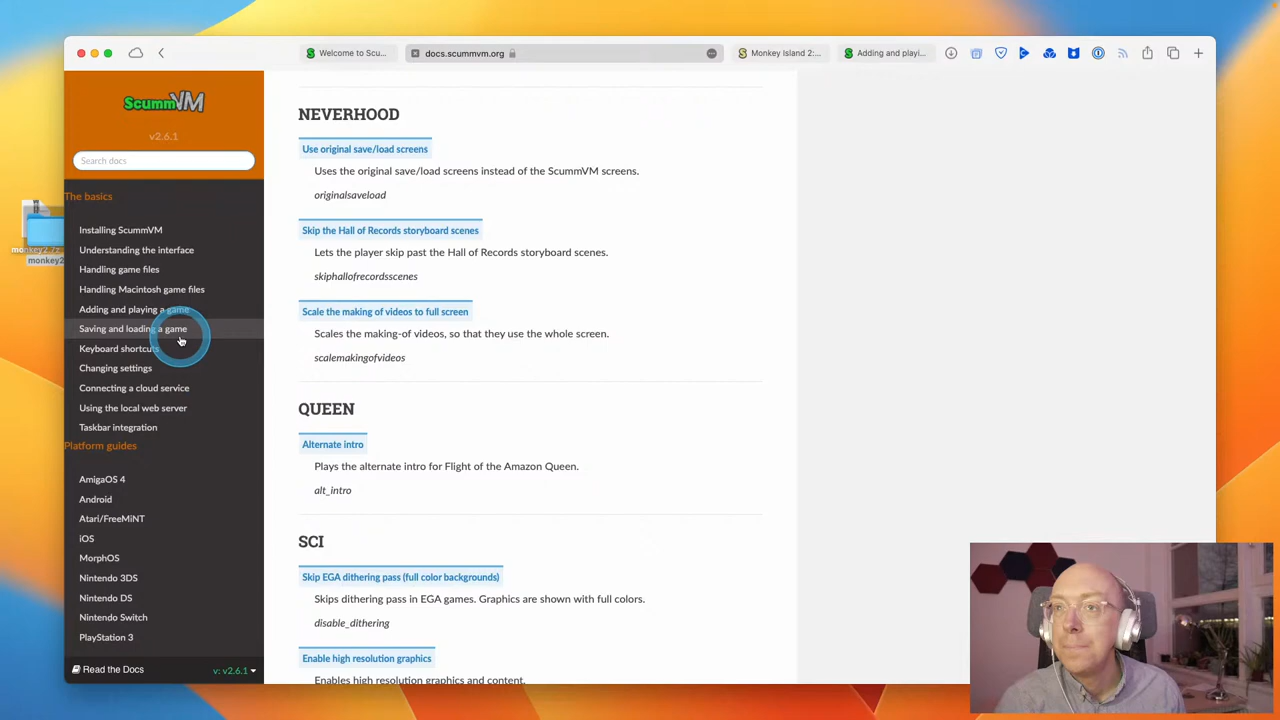 Welcome to Scu...
docs.scummvm.org
Monkey Island 2:...
Adding and playi...
ScummVM
v2.6.1
Search docs
The basics
Installing ScummVM
Understanding the interface
Handling game files
Handling Macintosh game files
Adding and playing a game
Saving and loading a game
Keyboard shortcuts
Changing settings
Connecting a cloud service
Using the local web server
Taskbar integration
Platform guides
AmigaOS 4
Android
Atari/FreeMiNT
iOS
MorphOS
Nintendo 3DS
Nintendo DS
Nintendo Switch
PlayStation 3
Read the Docs
v: v2.6.1
NEVERHOOD
Use original save/load screens
Uses the original save/load screens instead of the ScummVM screens.
originalsaveload
Skip the Hall of Records storyboard scenes
Lets the player skip past the Hall of Records storyboard scenes.
skiphallofrecordsscenes
Scale the making of videos to full screen
Scales the making-of videos, so that they use the whole screen.
scalemakingofvideos
QUEEN
Alternate intro
Plays the alternate intro for Flight of the Amazon Queen.
alt_intro
SCI
Skip EGA dithering pass (full color backgrounds)
Skips dithering pass in EGA games. Graphics are shown with full colors.
disable_dithering
Enable high resolution graphics
Enables high resolution graphics and content.
monkey2.7z
monkey2